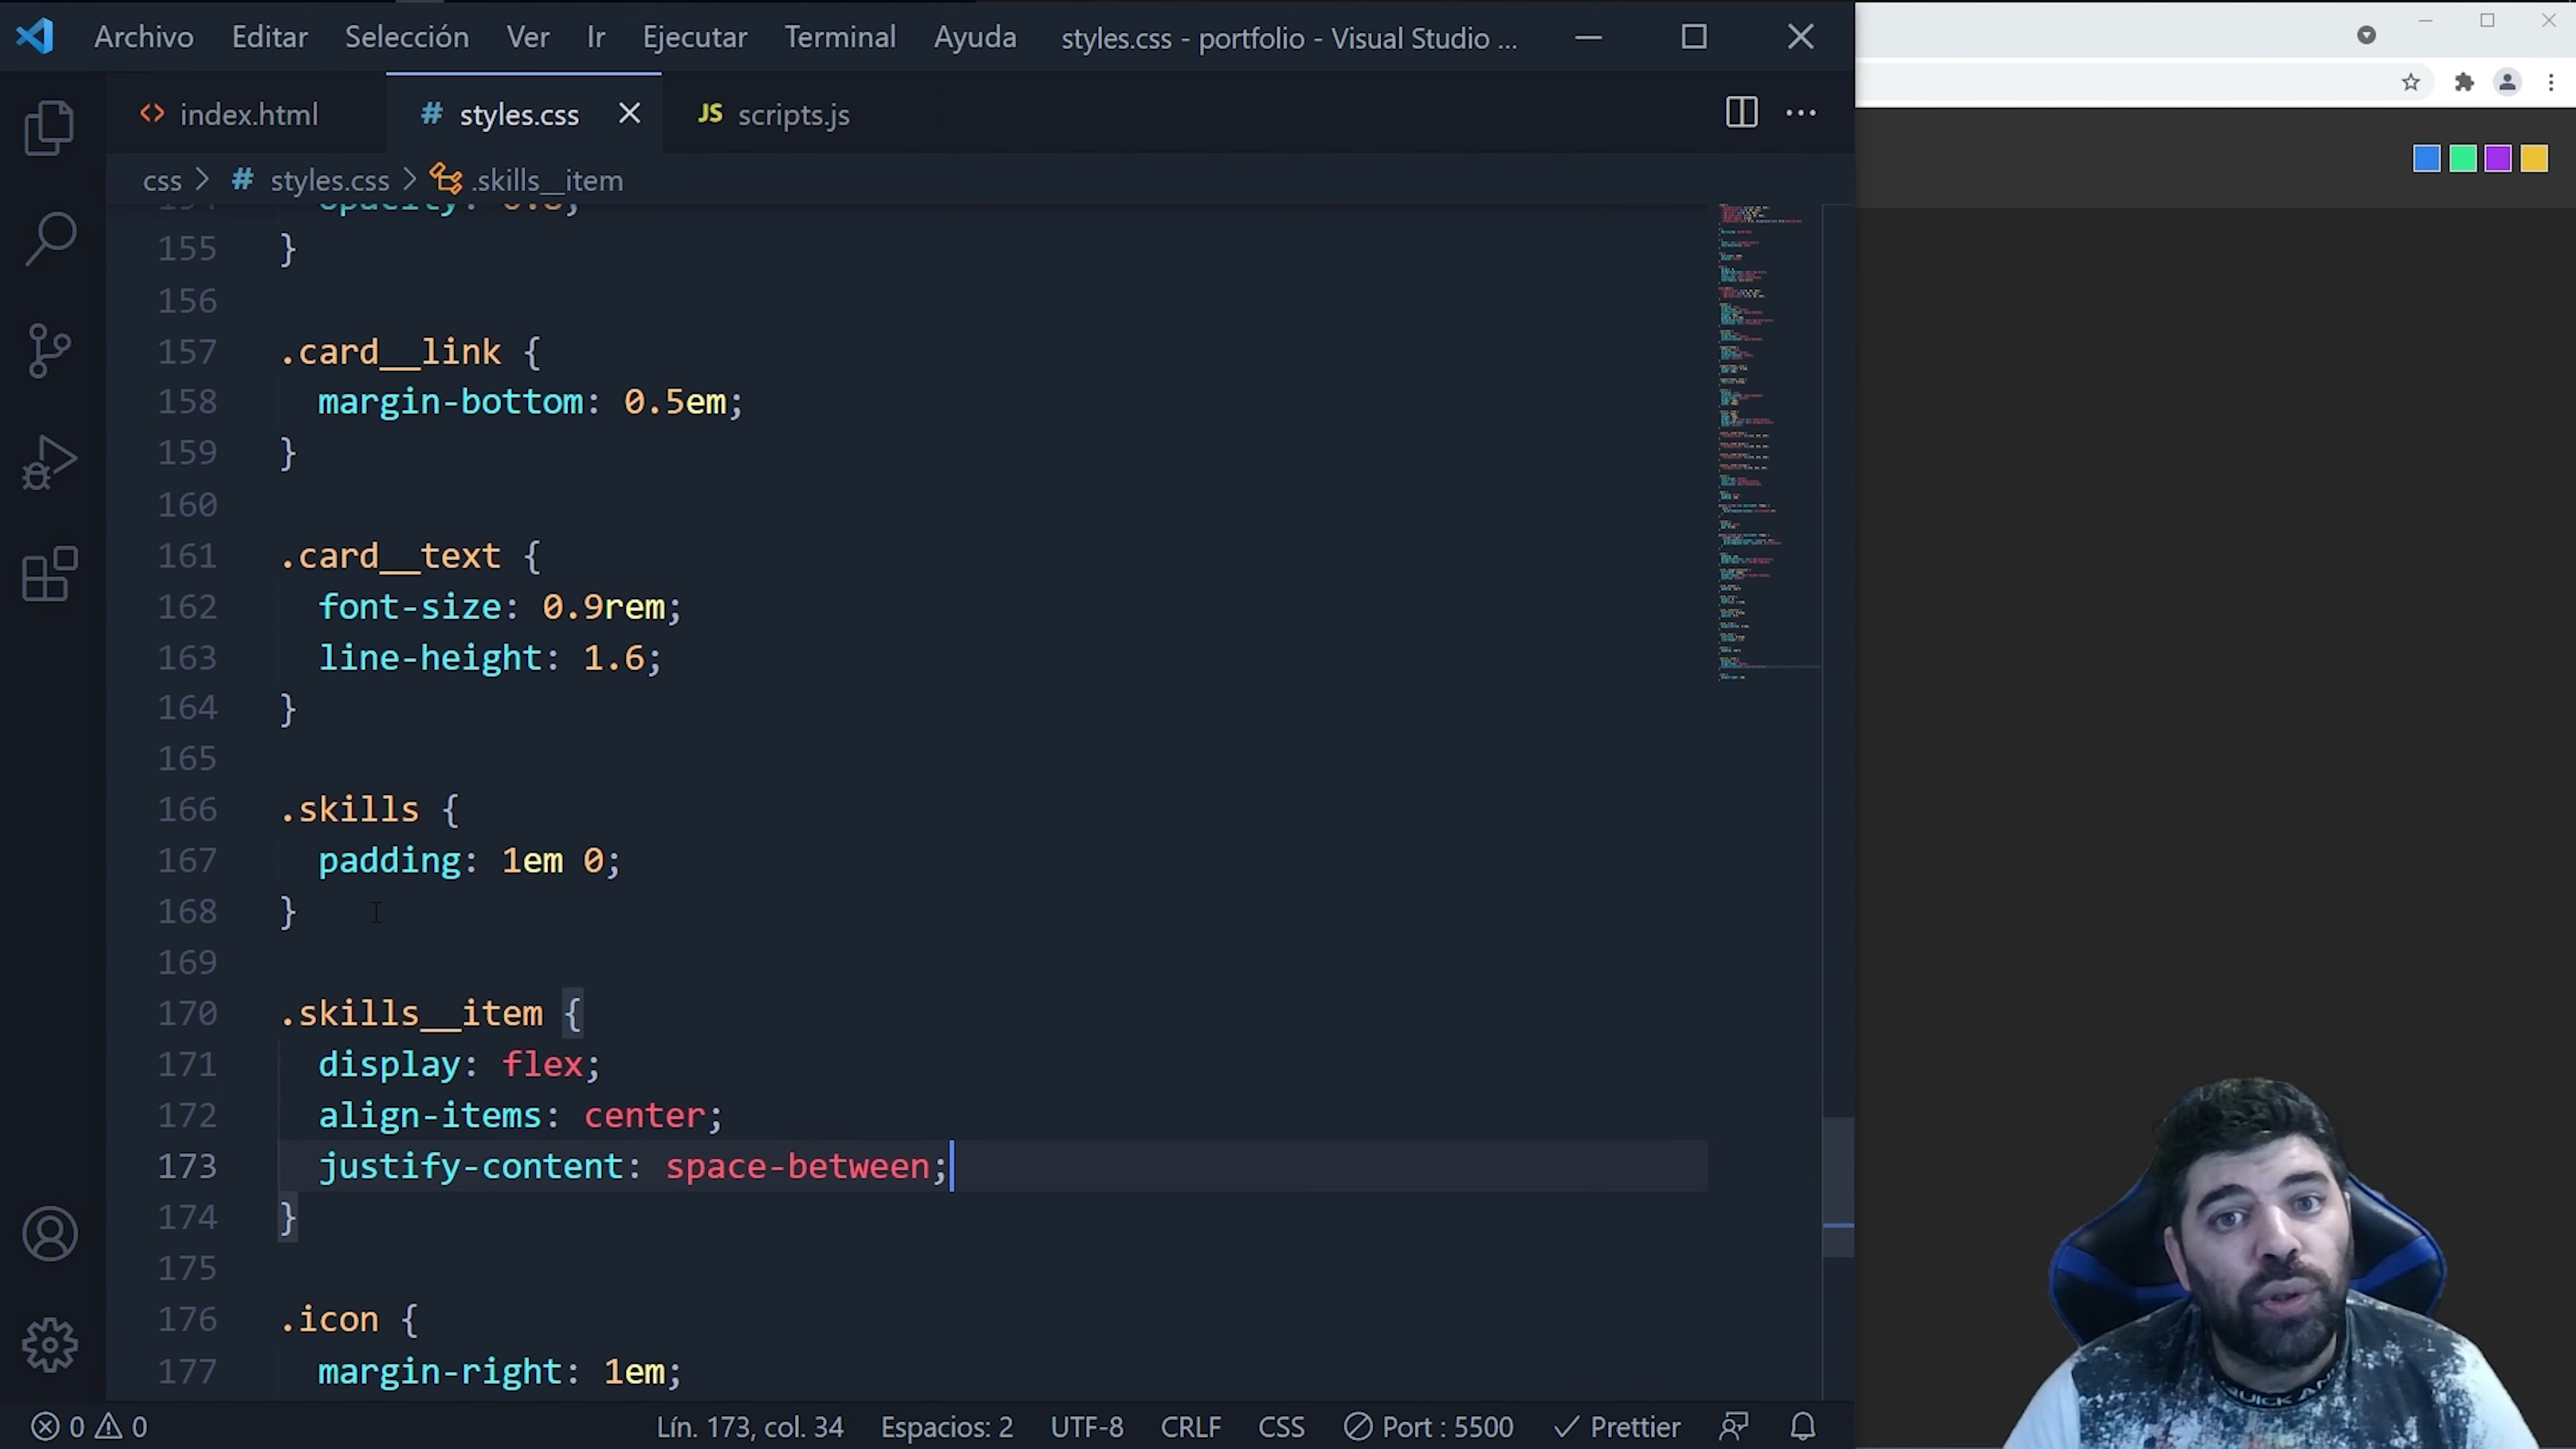 Archivo Editar Selección Ver Ir Ejecutar Terminal Ayuda styles.css - portfolio - Visual Studio ...
index.html # styles.css JS scripts.js
css > # styles.css > .skills__item
154 opacity: 0.8;
155 }
156
157 .card__link {
158 margin-bottom: 0.5em;
159 }
160
161 .card__text {
162 font-size: 0.9rem;
163 line-height: 1.6;
164 }
165
166 .skills {
167 padding: 1em 0;
168 }
169
170 .skills__item {
171 display: flex;
172 align-items: center;
173 justify-content: space-between;
174 }
175
176 .icon {
177 margin-right: 1em;
0 0 Lín. 173, col. 34 Espacios: 2 UTF-8 CRLF CSS Port : 5500 Prettier